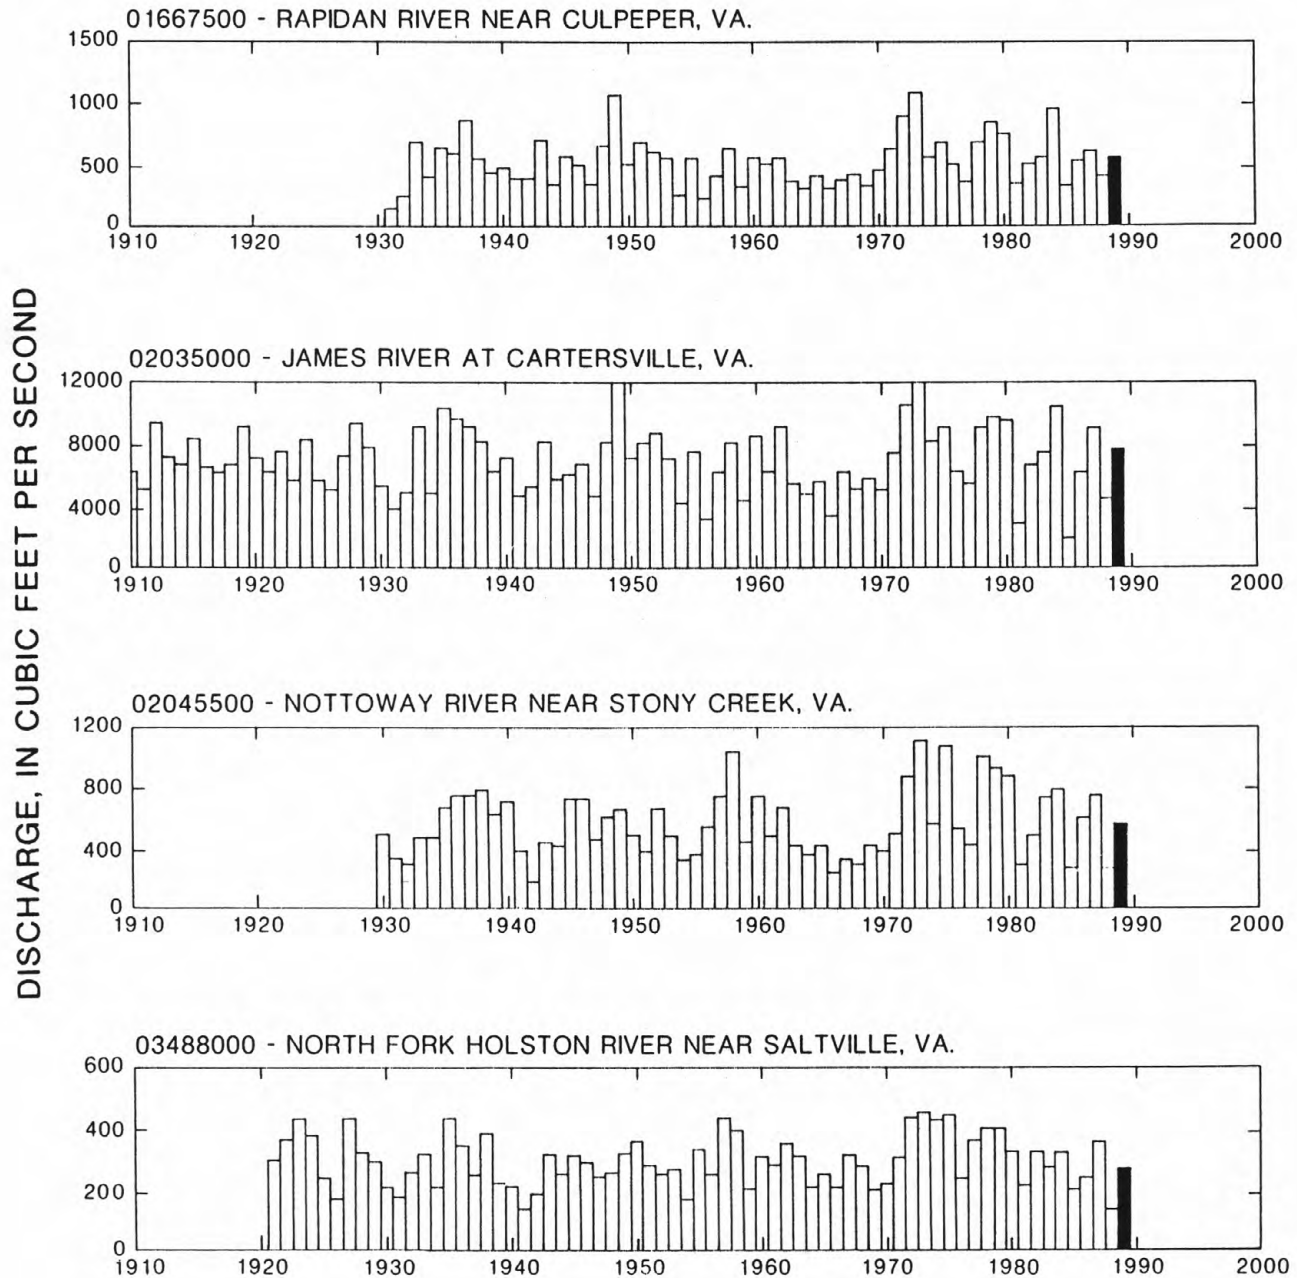 01667500 - RAPIDAN RIVER NEAR CULPEPER, VA.
1500
1000
500
0
1910 1920 1930 1940 1950 1960 1970 1980 1990 2000
DISCHARGE, IN CUBIC FEET PER SECOND
02035000 - JAMES RIVER AT CARTERSVILLE, VA.
12000
8000
4000
0
1910 1920 1930 1940 1950 1960 1970 1980 1990 2000
02045500 - NOTTOWAY RIVER NEAR STONY CREEK, VA.
1200
800
400
0
1910 1920 1930 1940 1950 1960 1970 1980 1990 2000
03488000 - NORTH FORK HOLSTON RIVER NEAR SALTVILLE, VA.
600
400
200
0
1910 1920 1930 1940 1950 1960 1970 1980 1990 2000